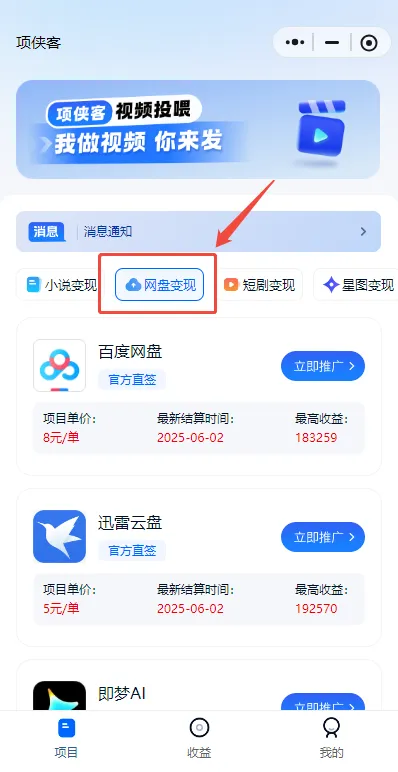 项侠客
项侠客 视频投喂
我做视频 你来发
消息 消息通知
小说变现 网盘变现 短剧变现 星图变现
百度网盘
官方直签
立即推广
项目单价: 最新结算时间: 最高收益:
8元/单 2025-06-02 183259
迅雷云盘
官方直签
立即推广
项目单价: 最新结算时间: 最高收益:
5元/单 2025-06-02 192570
即梦AI
立即推广
项目 收益 我的